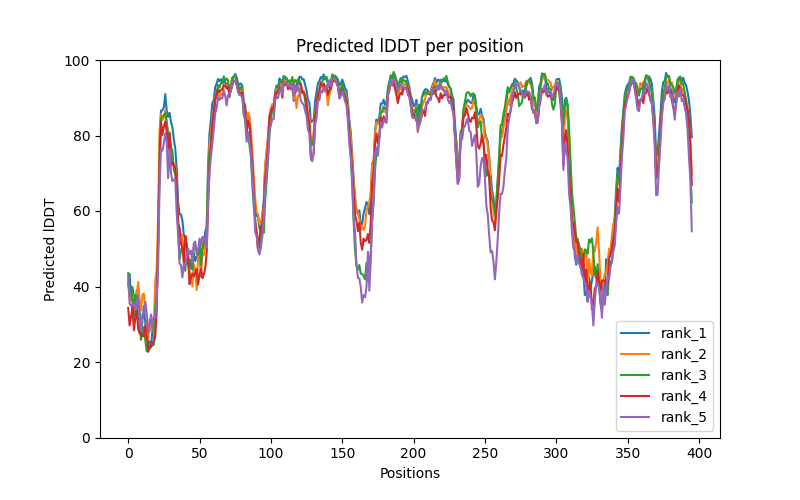 Predicted lDDT per position
100
80
60
40
20
0
Predicted lDDT
0 50 100 150 200 250 300 350 400
Positions
rank_1
rank_2
rank_3
rank_4
rank_5